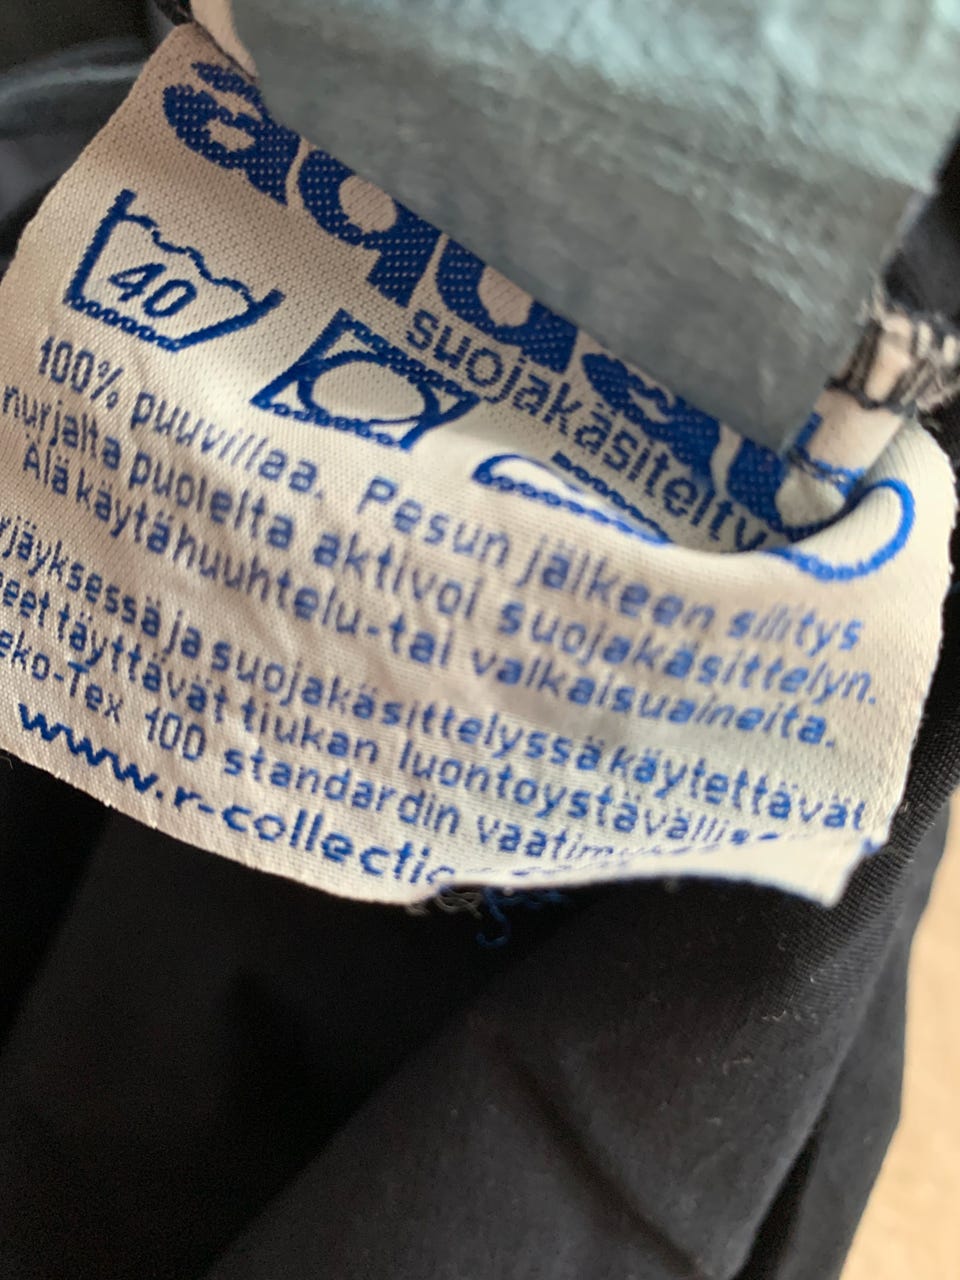 suojakäsitelty
40
100% puuvillaa. Pesun jälkeen silitys
nurjalta puolelta aktivoi suojakäsittelyn.
Älä käytä huuhtelu-tai valkaisuaineita.
ja suojakäsittelyssä käytettävät
täyttävät tiukan
100 standardin
www.r-collectio